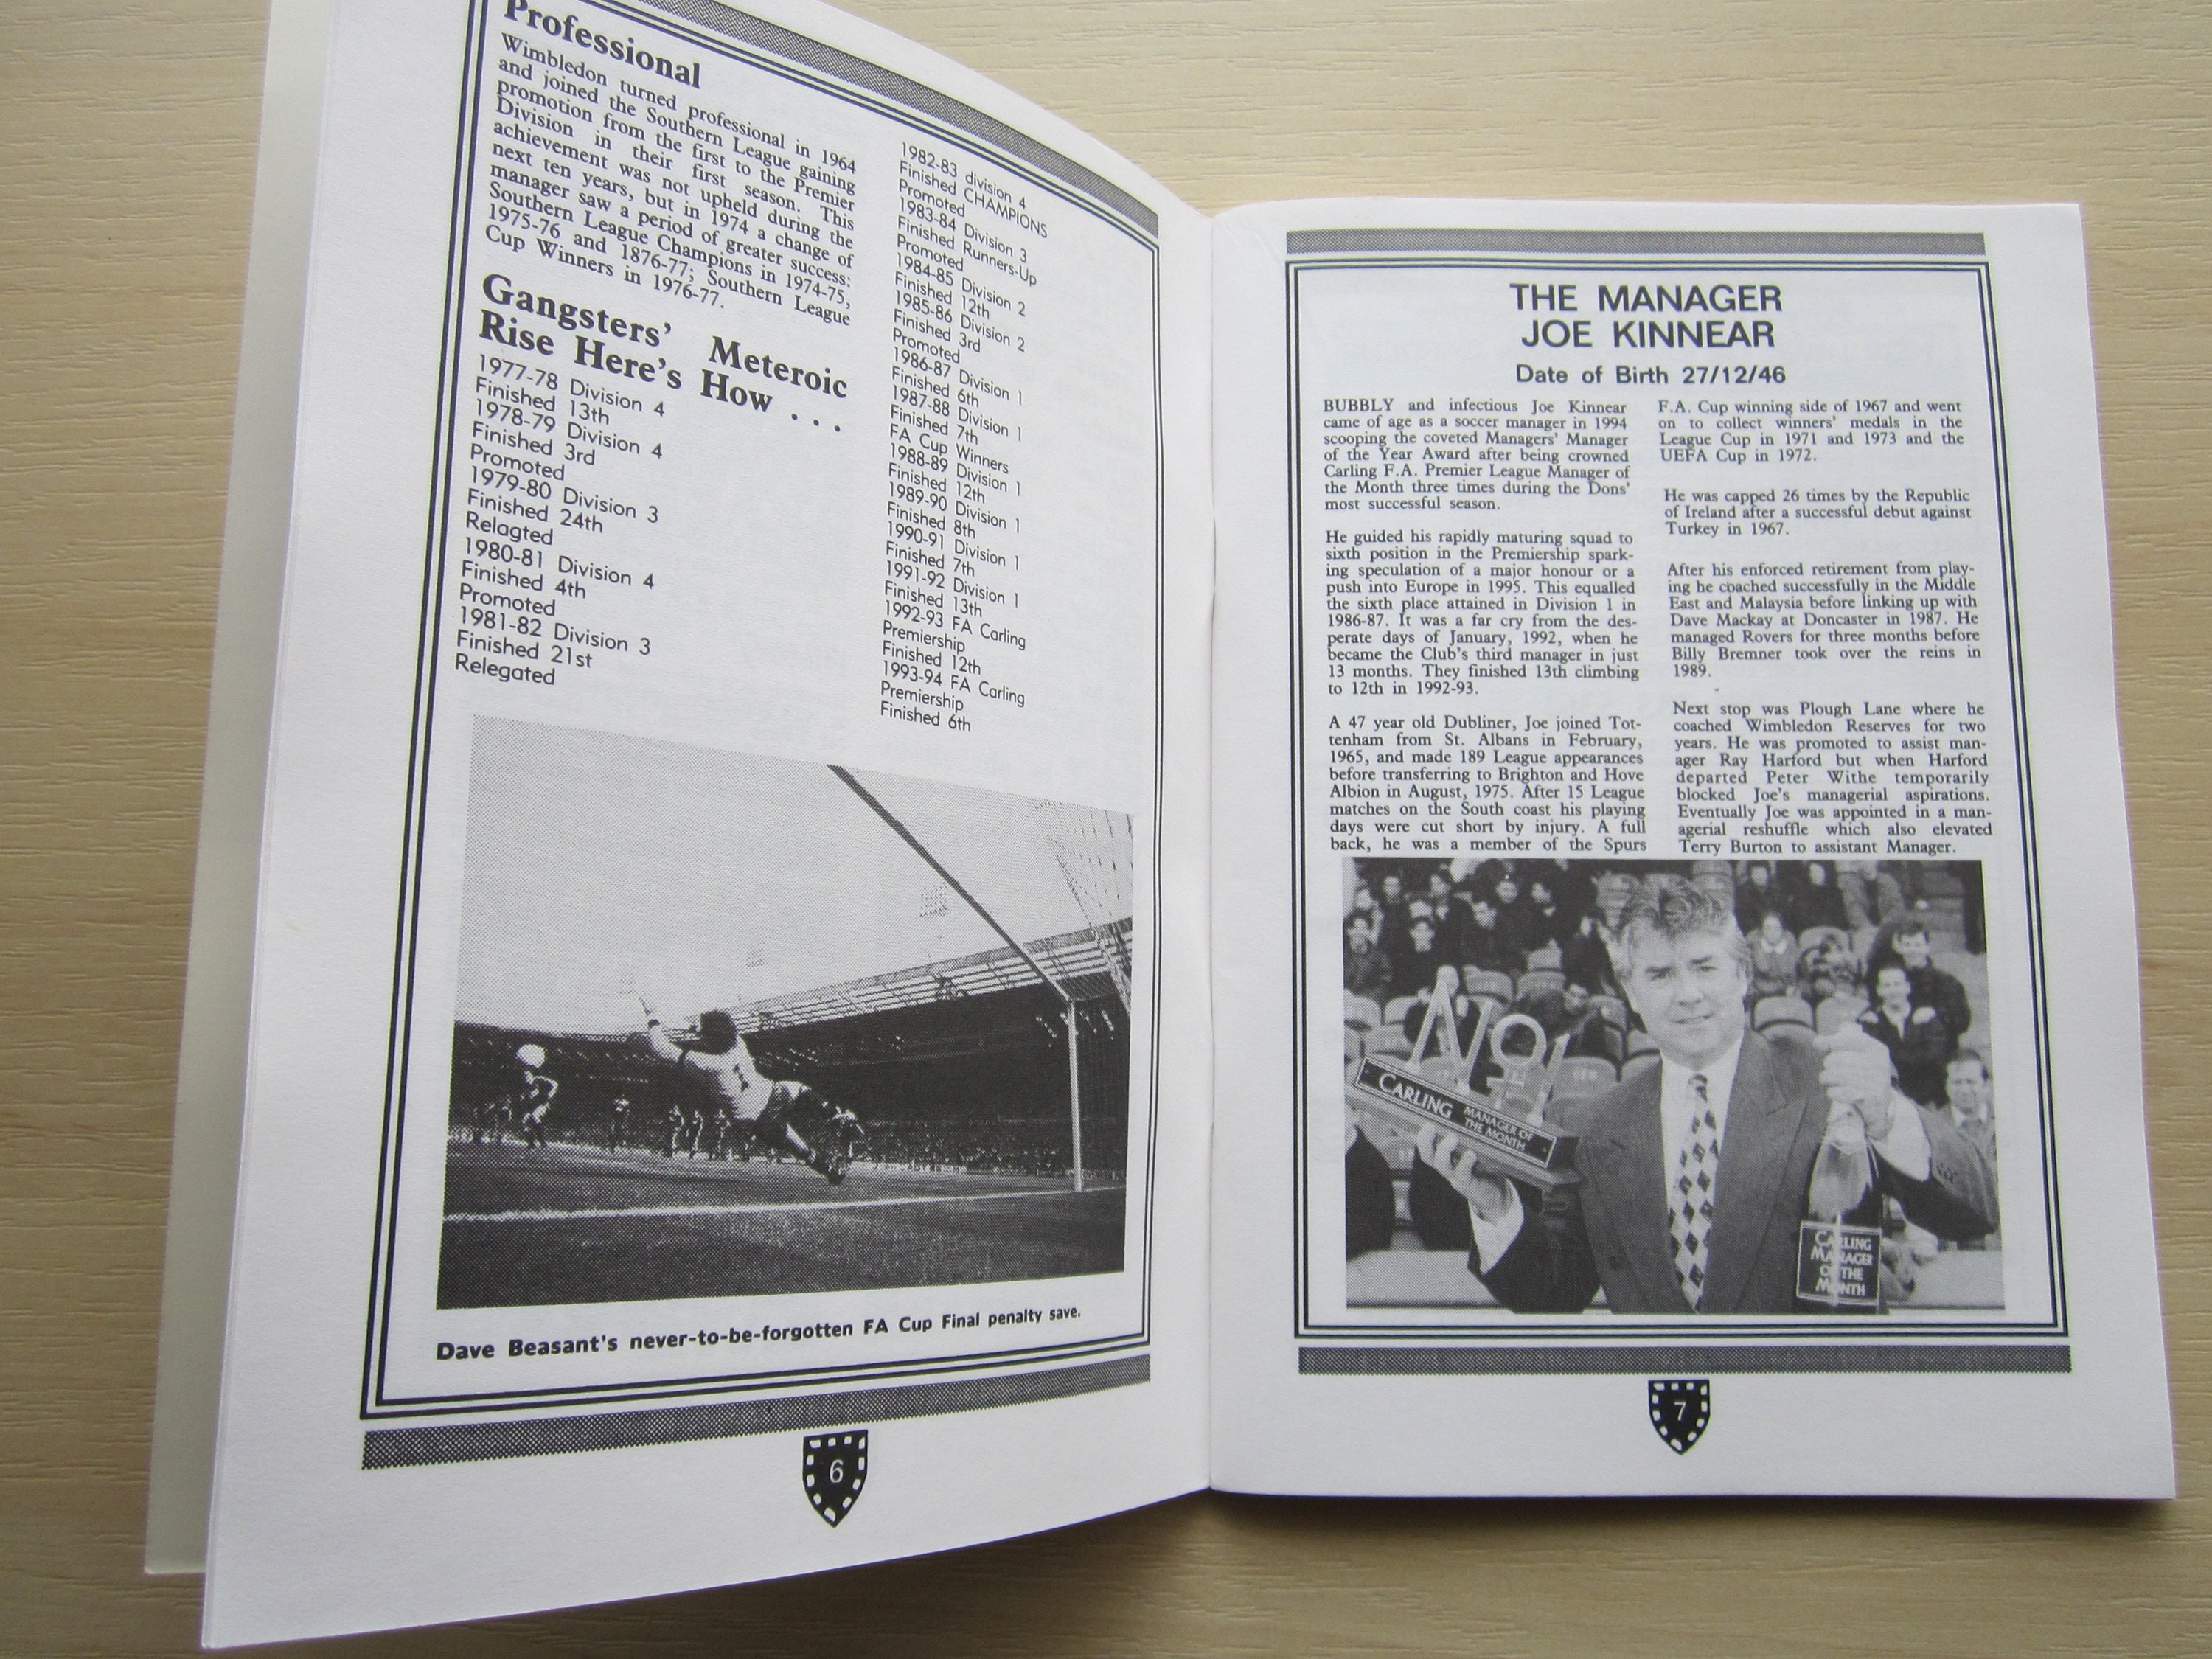 Professional
Wimbledon turned professional in 1964
and joined the Southern League gaining
promotion from the first to the Premier
Division in their first season. This
achievement was not upheld during the
next ten years, but in 1974 a change of
manager saw a period of greater success:
Southern League Champions in 1974-75,
1975-76 and 1876-77; Southern League
Cup Winners in 1976-77.
Gangsters' Meteroic
Rise Here's How . . .
1977-78 Division 4
Finished 13th
1978-79 Division 4
Finished 3rd
Promoted
1979-80 Division 3
Finished 24th
Relagted
1980-81 Division 4
Finished 4th
Promoted
1981-82 Division 3
Finished 21st
Relegated
1982-83 division 4
Finished CHAMPIONS
Promoted
1983-84 Division 3
Finished Runners-Up
Promoted
1984-85 Division 2
Finished 12th
1985-86 Division 2
Finished 3rd
Promoted
1986-87 Division 1
Finished 6th
1987-88 Division 1
Finished 7th
FA Cup Winners
1988-89 Division 1
Finished 12th
1989-90 Division 1
Finished 8th
1990-91 Division 1
Finished 7th
1991-92 Division 1
Finished 13th
1992-93 FA Carling
Premiership
Finished 12th
1993-94 FA Carling
Premiership
Finished 6th
1
Dave Beasant's never-to-be-forgotten FA Cup Final penalty save.
6
THE MANAGER
JOE KINNEAR
Date of Birth 27/12/46
BUBBLY and infectious Joe Kinnear
came of age as a soccer manager in 1994
scooping the coveted Managers' Manager
of the Year Award after being crowned
Carling F.A. Premier League Manager of
the Month three times during the Dons'
most successful season.
He guided his rapidly maturing squad to
sixth position in the Premiership spark-
ing speculation of a major honour or a
push into Europe in 1995. This equalled
the sixth place attained in Division 1 in
1986-87. It was a far cry from the des-
perate days of January, 1992, when he
became the Club's third manager in just
13 months. They finished 13th climbing
to 12th in 1992-93.
A 47 year old Dubliner, Joe joined Tot-
tenham from St. Albans in February,
1965, and made 189 League appearances
before transferring to Brighton and Hove
Albion in August, 1975. After 15 League
matches on the South coast his playing
days were cut short by injury. A full
back, he was a member of the Spurs
F.A. Cup winning side of 1967 and went
on to collect winners' medals in the
League Cup in 1971 and 1973 and the
UEFA Cup in 1972.
He was capped 26 times by the Republic
of Ireland after a successful debut against
Turkey in 1967.
After his enforced retirement from play-
ing he coached successfully in the Middle
East and Malaysia before linking up with
Dave Mackay at Doncaster in 1987. He
managed Rovers for three months before
Billy Bremner took over the reins in
1989.
Next stop was Plough Lane where he
coached Wimbledon Reserves for two
years. He was promoted to assist man-
ager Ray Harford but when Harford
departed Peter Withe temporarily
blocked Joe's managerial aspirations.
Eventually Joe was appointed in a man-
agerial reshuffle which also elevated
Terry Burton to assistant Manager.
No1
CARLING MANAGER OF
THE MONTH
CARLING
MANAGER
OF THE
MONTH
7